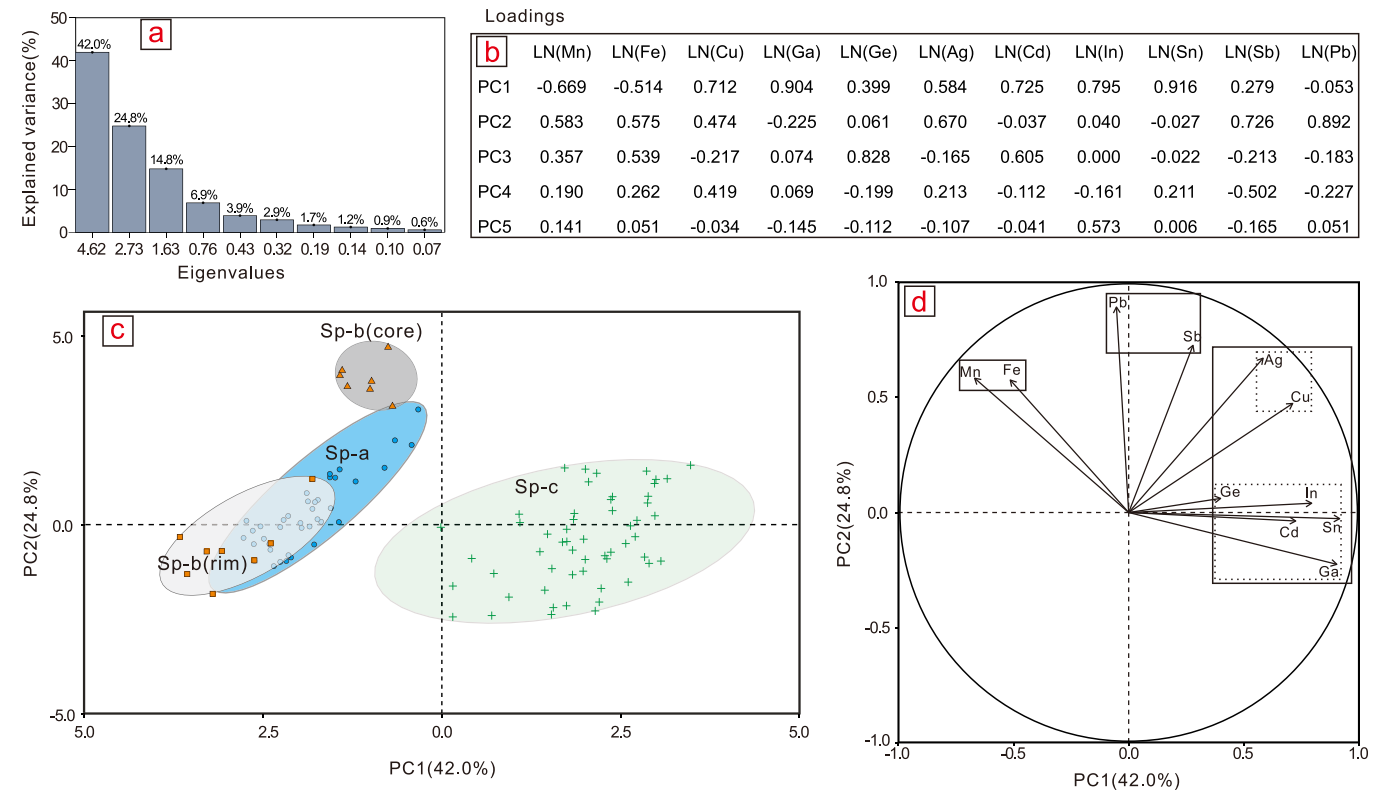 a
50
40
30
20
10
0
Explained variance(%)
42.0%
24.8%
14.8%
6.9%
3.9%
2.9%
1.7%
1.2%
0.9%
0.6%
4.62 2.73 1.63 0.76 0.43 0.32 0.19 0.14 0.10 0.07
Eigenvalues
Loadings
b LN(Mn) LN(Fe) LN(Cu) LN(Ga) LN(Ge) LN(Ag) LN(Cd) LN(In) LN(Sn) LN(Sb) LN(Pb)
PC1 -0.669 -0.514 0.712 0.904 0.399 0.584 0.725 0.795 0.916 0.279 -0.053
PC2 0.583 0.575 0.474 -0.225 0.061 0.670 -0.037 0.040 -0.027 0.726 0.892
PC3 0.357 0.539 -0.217 0.074 0.828 -0.165 0.605 0.000 -0.022 -0.213 -0.183
PC4 0.190 0.262 0.419 0.069 -0.199 0.213 -0.112 -0.161 0.211 -0.502 -0.227
PC5 0.141 0.051 -0.034 -0.145 -0.112 -0.107 -0.041 0.573 0.006 -0.165 0.051
c
Sp-b(core)
Sp-a
Sp-c
Sp-b(rim)
5.0
0.0
-5.0
PC2(24.8%)
5.0 2.5 0.0 2.5 5.0
PC1(42.0%)
d
Pb
Sb
Mn Fe
Ag
Cu
Ge
In
Sn
Cd
Ga
1.0
0.5
0.0
-0.5
-1.0
PC2(24.8%)
-1.0 -0.5 0.0 0.5 1.0
PC1(42.0%)